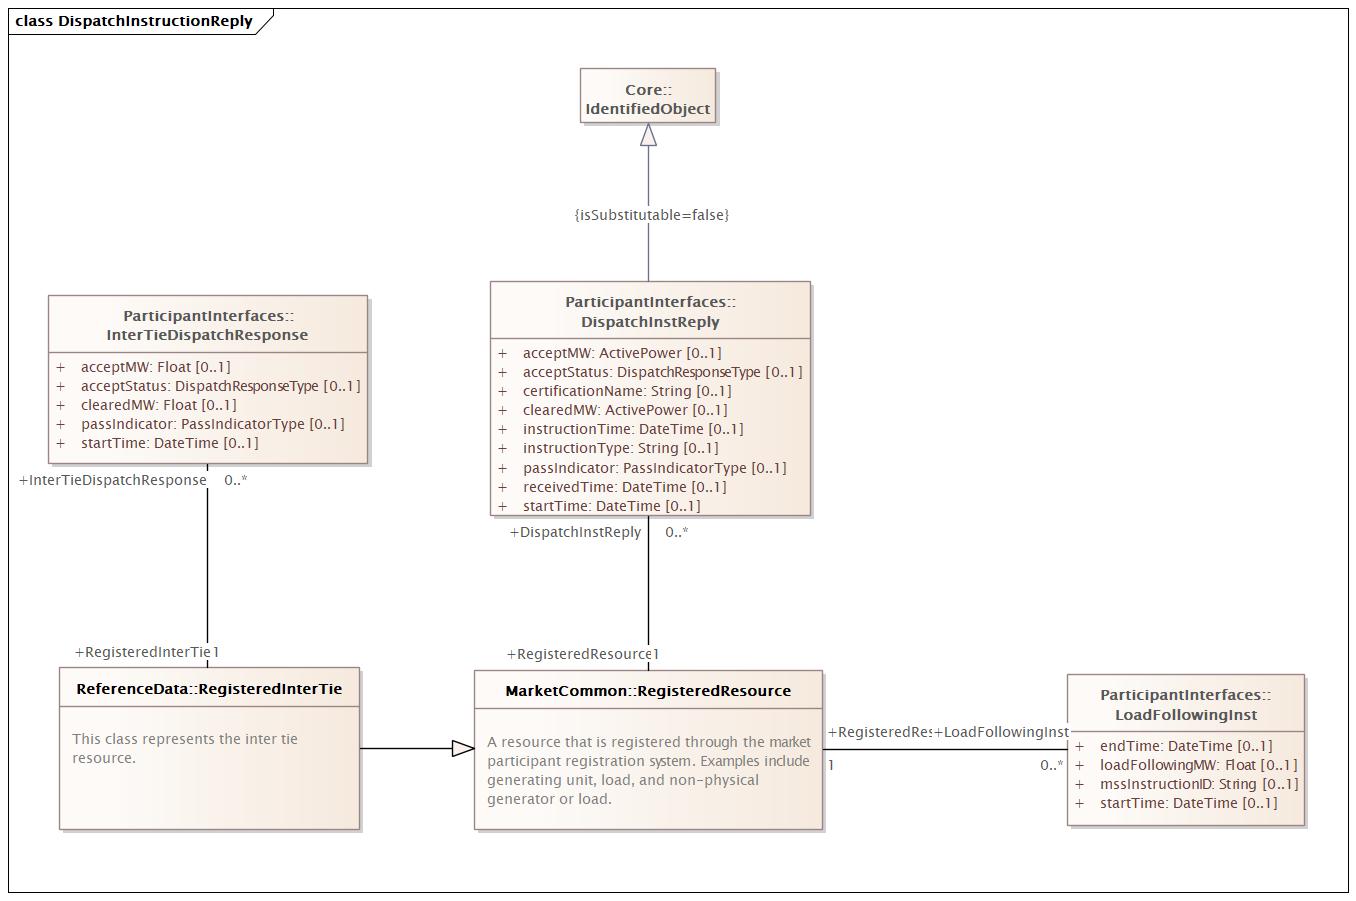 class DispatchInstructionReply
Core::
IdentifiedObject
{isSubstitutable=false}
ParticipantInterfaces::
InterTieDispatchResponse
+ acceptMW: Float [0..1]
+ acceptStatus: DispatchResponseType [0..1]
+ clearedMW: Float [0..1]
+ passIndicator: PassIndicatorType [0..1]
+ startTime: DateTime [0..1]
+InterTieDispatchResponse 0..*
ParticipantInterfaces::
DispatchInstReply
+ acceptMW: ActivePower [0..1]
+ acceptStatus: DispatchResponseType [0..1]
+ certificationName: String [0..1]
+ clearedMW: ActivePower [0..1]
+ instructionTime: DateTime [0..1]
+ instructionType: String [0..1]
+ passIndicator: PassIndicatorType [0..1]
+ receivedTime: DateTime [0..1]
+ startTime: DateTime [0..1]
+DispatchInstReply 0..*
+RegisteredInterTie 1
ReferenceData::RegisteredInterTie
This class represents the inter tie
resource.
+RegisteredResource 1
MarketCommon::RegisteredResource
A resource that is registered through the market
participant registration system. Examples include
generating unit, load, and non-physical
generator or load.
+RegisteredRes +LoadFollowingInst
1 0..*
ParticipantInterfaces::
LoadFollowingInst
+ endTime: DateTime [0..1]
+ loadFollowingMW: Float [0..1]
+ mssInstructionID: String [0..1]
+ startTime: DateTime [0..1]